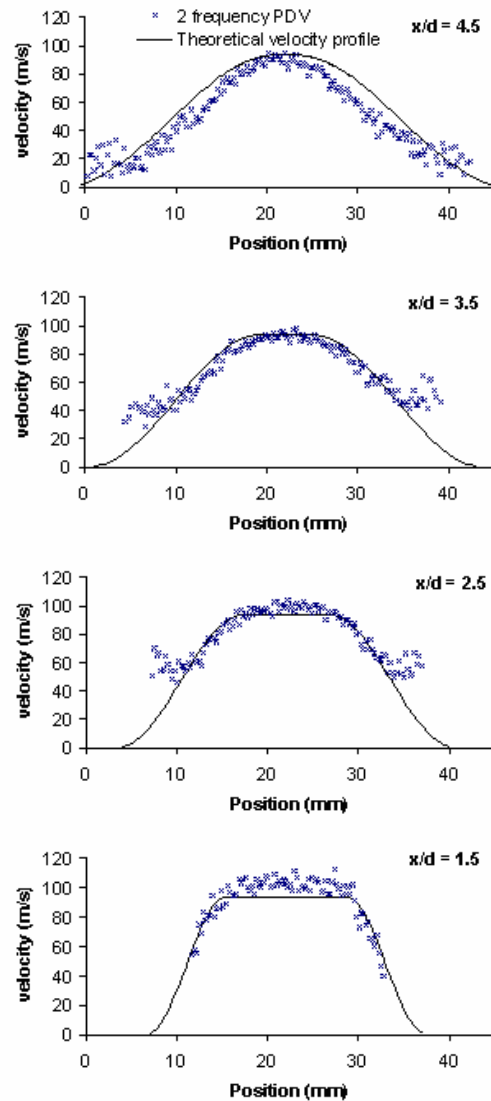 2 frequency PDV
Theoretical velocity profile
x/d = 4.5
velocity (m/s)
120
100
80
60
40
20
0
0 10 20 30 40
Position (mm)
x/d = 3.5
velocity (m/s)
120
100
80
60
40
20
0
0 10 20 30 40
Position (mm)
x/d = 2.5
velocity (m/s)
120
100
80
60
40
20
0
0 10 20 30 40
Position (mm)
x/d = 1.5
velocity (m/s)
120
100
80
60
40
20
0
0 10 20 30 40
Position (mm)